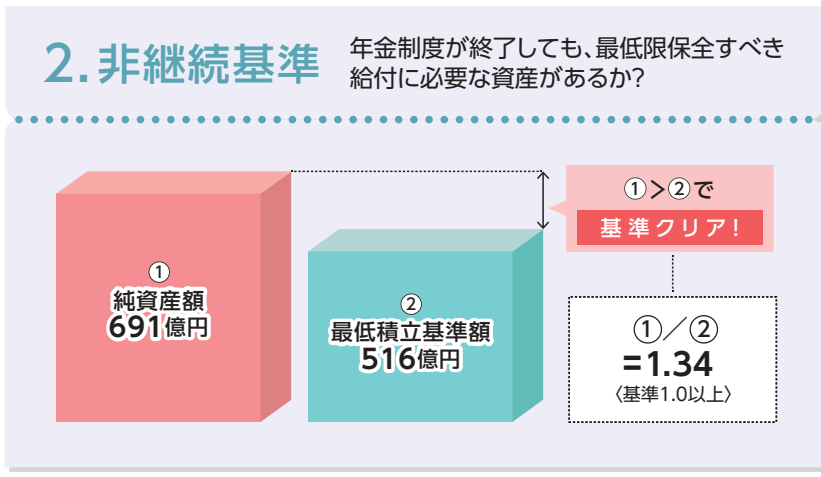 2.非継続基準
年金制度が終了しても、最低限保全すべき
給付に必要な資産があるか?
①
純資産額
691億円
②
最低積立基準額
516億円
①>②で
基準クリア!
①/②
=1.34
〈基準1.0以上〉